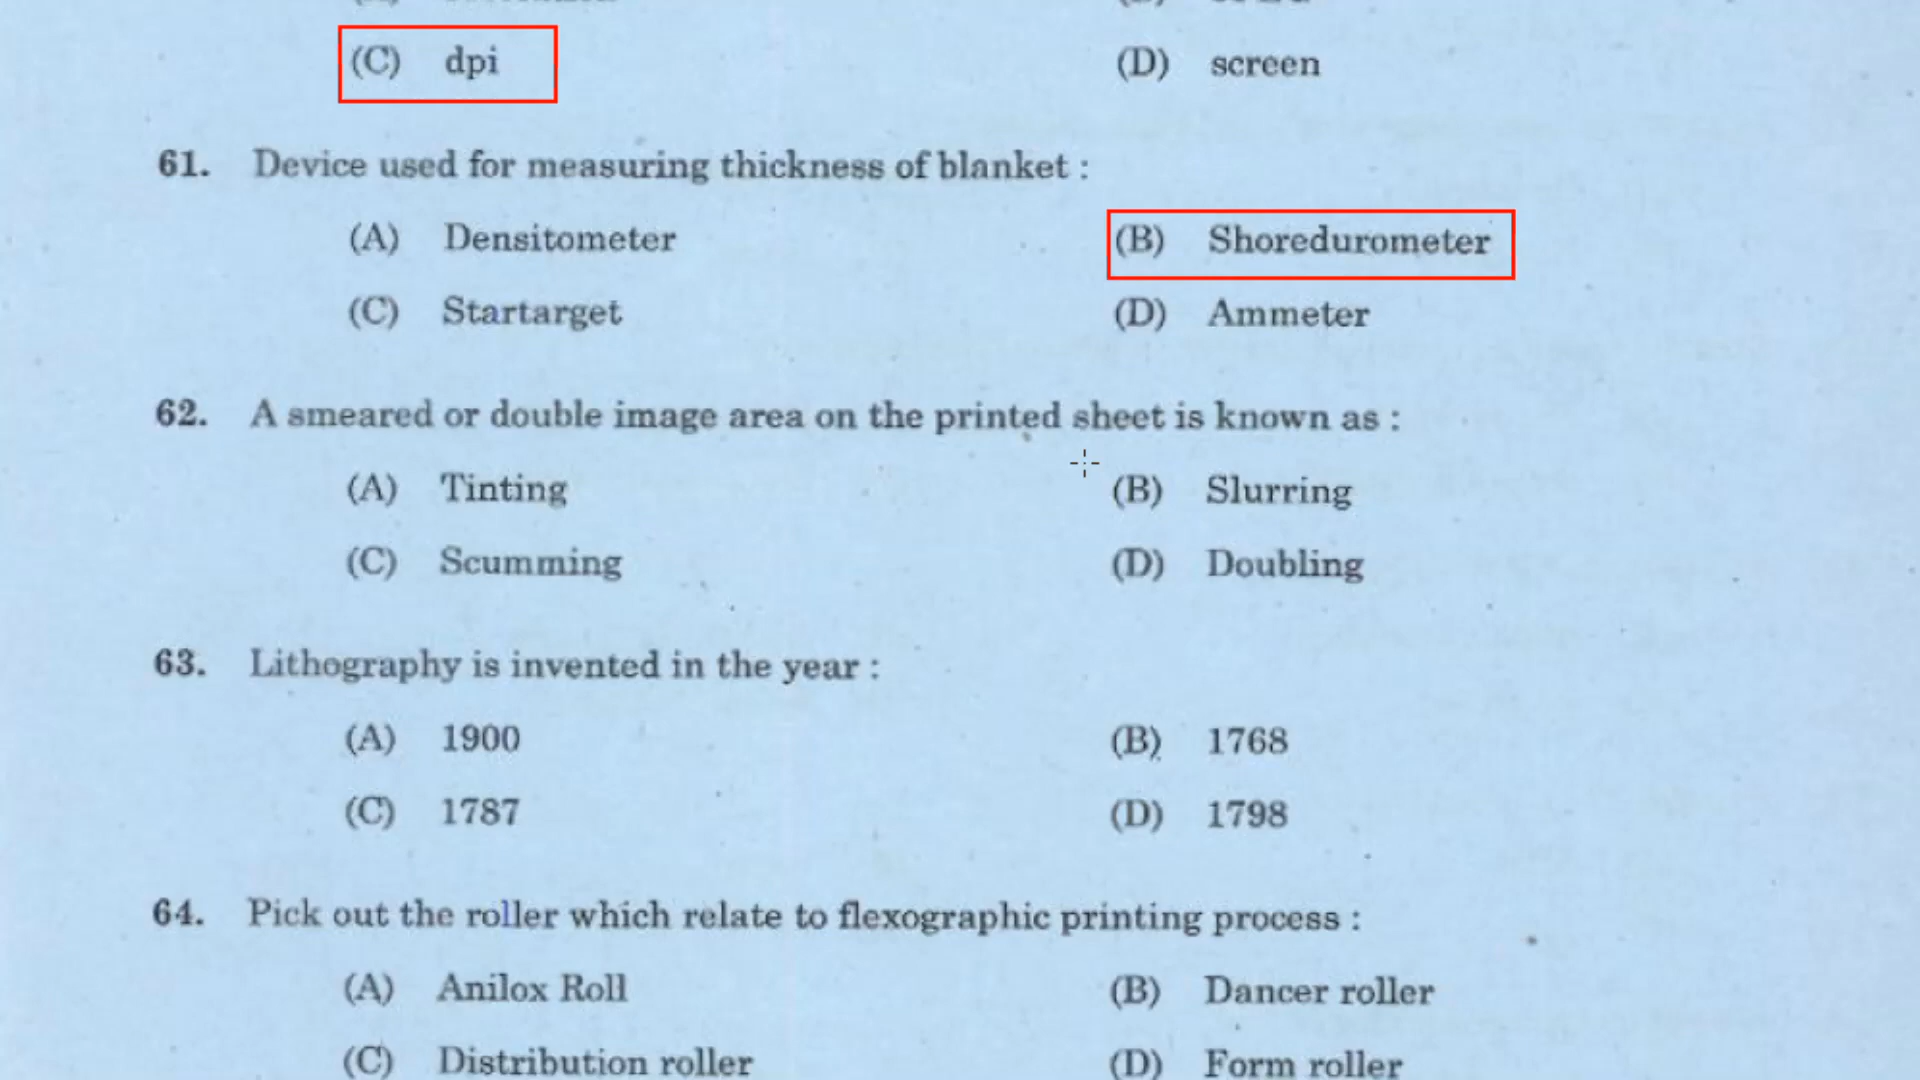 (C) dpi (D) screen
61. Device used for measuring thickness of blanket :
(A) Densitometer (B) Shoredurometer
(C) Startarget (D) Ammeter
62. A smeared or double image area on the printed sheet is known as :
(A) Tinting (B) Slurring
(C) Scumming (D) Doubling
63. Lithography is invented in the year :
(A) 1900 (B) 1768
(C) 1787 (D) 1798
64. Pick out the roller which relate to flexographic printing process :
(A) Anilox Roll (B) Dancer roller
(C) Distribution roller (D) Form roller